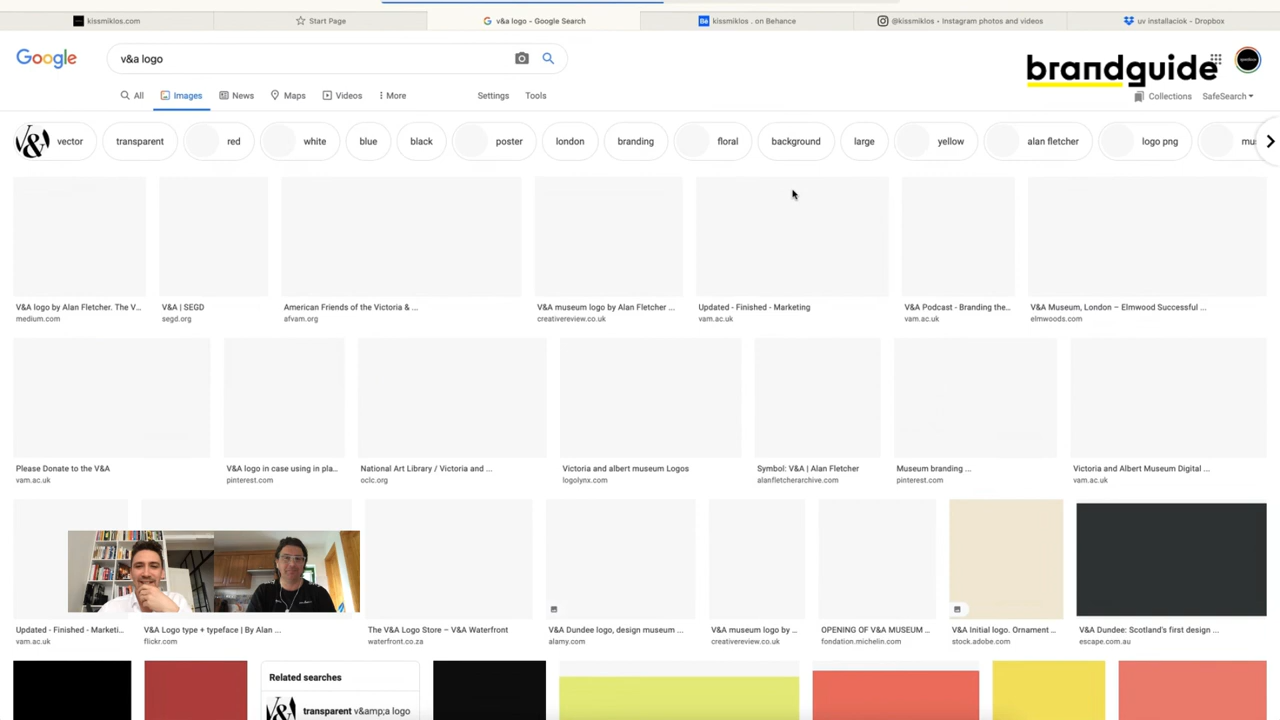 kissmiklos.com
Start Page
v&a logo - Google Search
kissmiklos . on Behance
@kissmiklos • Instagram photos and videos
uv installaciok - Dropbox
Google
v&a logo
brandguide
All
Images
News
Maps
Videos
More
Settings
Tools
Collections
SafeSearch
V&
vector
transparent
red
white
blue
black
poster
london
branding
floral
background
large
yellow
alan fletcher
logo png
mu
V&A logo by Alan Fletcher. The V...
medium.com
V&A | SEGD
segd.org
American Friends of the Victoria & ...
afvam.org
V&A museum logo by Alan Fletcher ...
creativereview.co.uk
Updated - Finished - Marketing
vam.ac.uk
V&A Podcast - Branding the...
vam.ac.uk
V&A Museum, London – Elmwood Successful ...
elmwoods.com
Please Donate to the V&A
vam.ac.uk
V&A logo in case using in pla...
pinterest.com
National Art Library / Victoria and ...
oclc.org
Victoria and albert museum Logos
logolynx.com
Symbol: V&A | Alan Fletcher
alanfletcherarchive.com
Museum branding ...
pinterest.com
Victoria and Albert Museum Digital ...
vam.ac.uk
Updated - Finished - Marketi...
vam.ac.uk
V&A Logo type + typeface | By Alan ...
flickr.com
The V&A Logo Store – V&A Waterfront
waterfront.co.za
V&A Dundee logo, design museum ...
alamy.com
V&A museum logo by ...
creativereview.co.uk
OPENING OF V&A MUSEUM ...
fondation.michelin.com
V&A Initial logo. Ornament ...
stock.adobe.com
V&A Dundee: Scotland's first design ...
escape.com.au
Related searches
V&
transparent v&amp;a logo